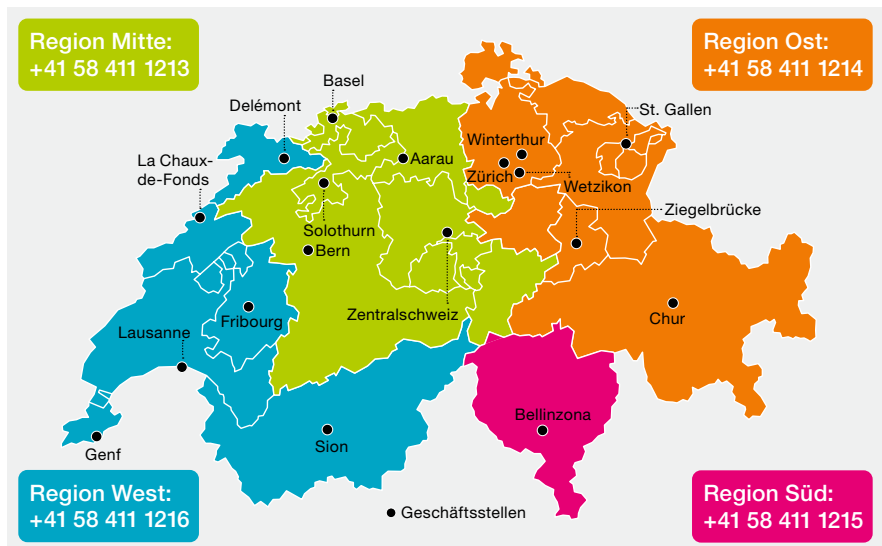 Region Mitte:
+41 58 411 1213
Region Ost:
+41 58 411 1214
Basel
Delémont
St. Gallen
Winterthur
La Chaux-
de-Fonds
Aarau
Zürich
Wetzikon
Ziegelbrücke
Solothurn
Bern
Zentralschweiz
Fribourg
Lausanne
Chur
Bellinzona
Sion
Genf
Region West:
+41 58 411 1216
Geschäftsstellen
Region Süd:
+41 58 411 1215